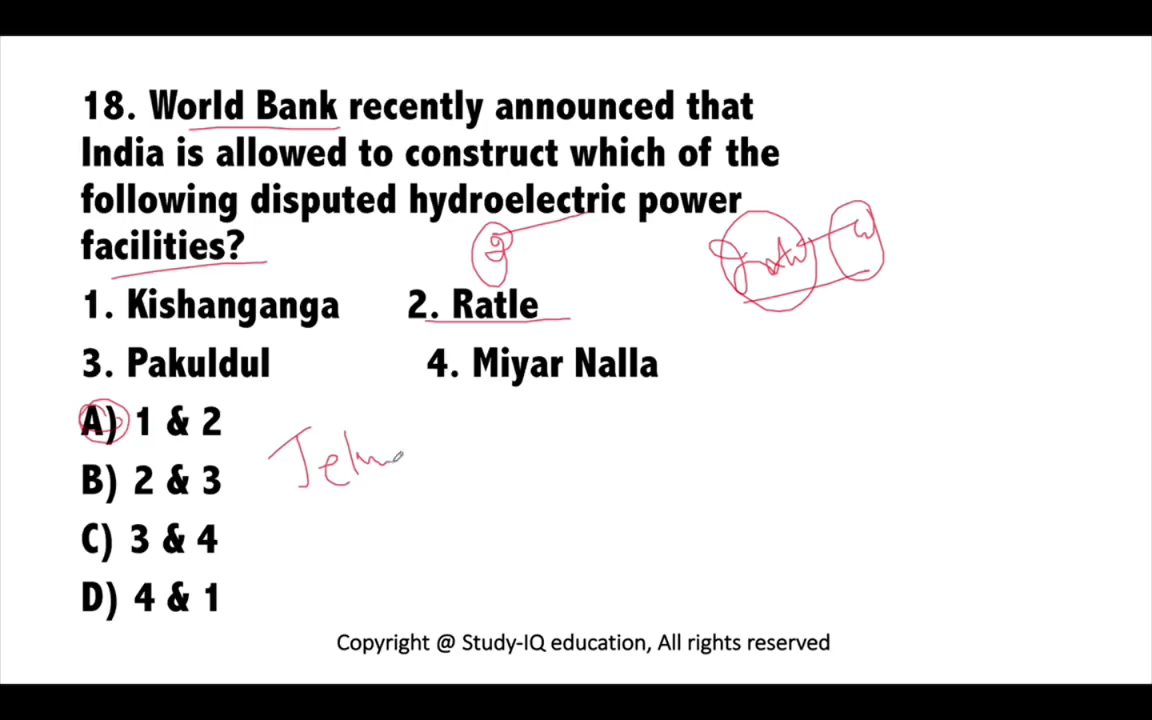 18. World Bank recently announced that
India is allowed to construct which of the
following disputed hydroelectric power
facilities?
1. Kishanganga 2. Ratle
3. Pakuldul 4. Miyar Nalla
A) 1 & 2
B) 2 & 3
C) 3 & 4
D) 4 & 1
Copyright @ Study-IQ education, All rights reserved